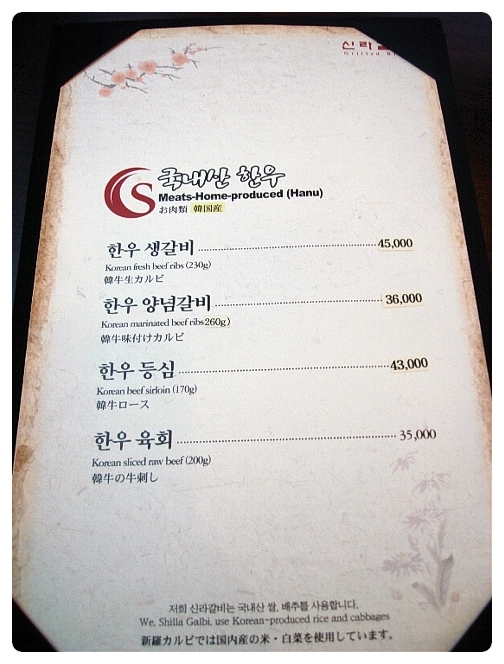 신라
국내산 한우
Meats-Home-produced (Hanu)
お肉類 韓国産
한우 생갈비 45,000
Korean fresh beef ribs (230g)
韓牛生カルビ
한우 양념갈비 36,000
Korean marinated beef ribs260g)
韓牛味付けカルビ
한우 등심 43,000
Korean beef sirloin (170g)
韓牛ロース
한우 육회 35,000
Korean sliced raw beef (200g)
韓牛の牛刺し
저희 신라갈비는 국내산 쌀, 배추를 사용합니다.
We, Shilla Galbi, use Korean-produced rice and cabbages
新羅カルビでは国内産の米・白菜を使用しています。